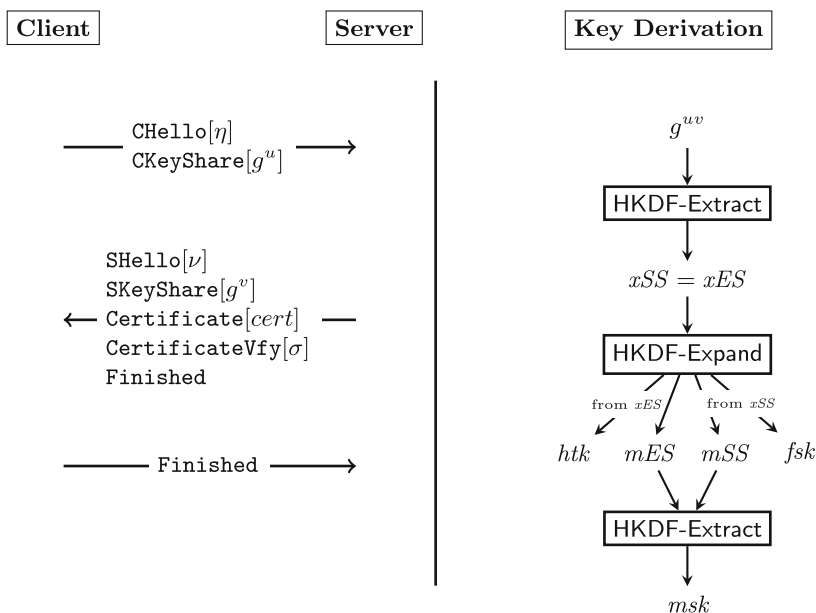 Client
Server
Key Derivation
CHello[η]
CKeyShare[g^u]
SHello[ν]
SKeyShare[g^v]
Certificate[cert]
CertificateVfy[σ]
Finished
Finished
g^{uv}
HKDF-Extract
xSS = xES
HKDF-Expand
from xES
from xSS
htk
mES
mSS
fsk
HKDF-Extract
msk